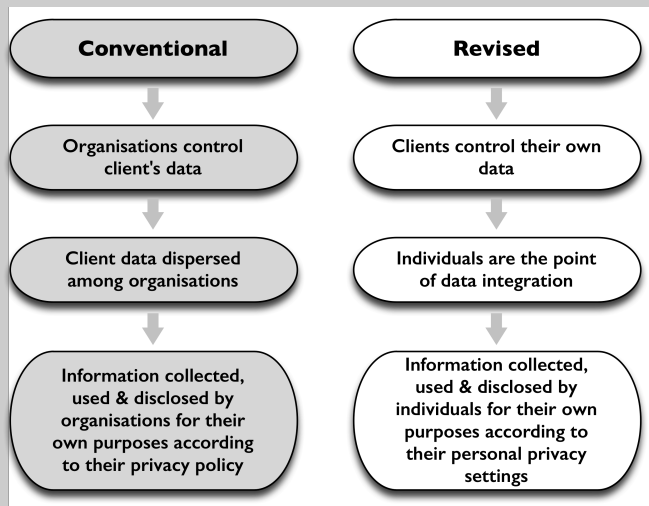 Conventional
Organisations control
client's data
Client data dispersed
among organisations
Information collected,
used & disclosed by
organisations for their
own purposes according
to their privacy policy
Revised
Clients control their own
data
Individuals are the point
of data integration
Information collected,
used & disclosed by
individuals for their own
purposes according to
their personal privacy
settings